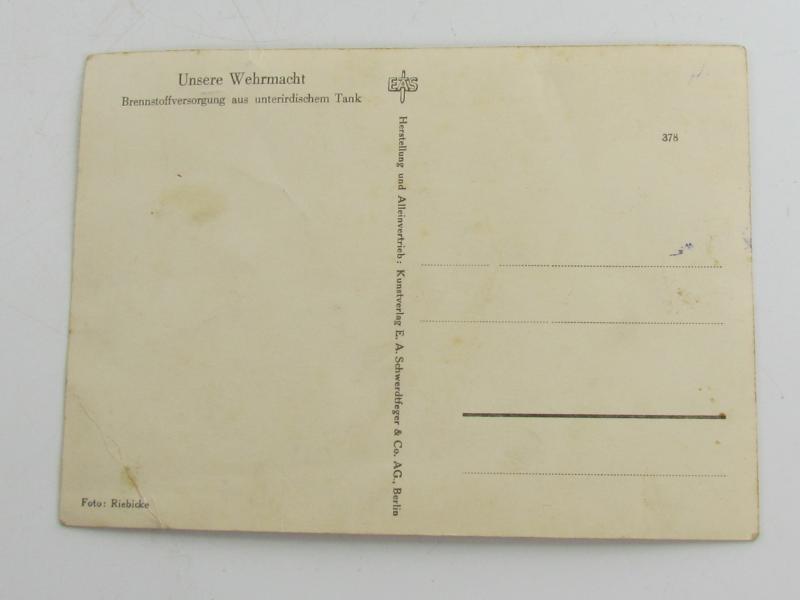 Unsere Wehrmacht
Brennstoffversorgung aus unterirdischem Tank
EAS
Herstellung und Alleinvertrieb: Kunstverlag E. A. Schwerdtfeger & Co. AG., Berlin
378
Foto: Riebicke